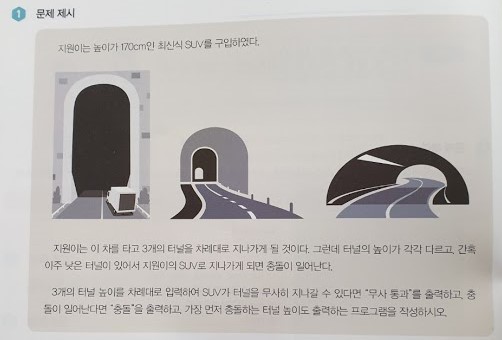 1 문제 제시
지원이는 높이가 170cm인 최신식 SUV를 구입하였다.
지원이는 이 차를 타고 3개의 터널을 차례대로 지나가게 될 것이다. 그런데 터널의 높이가 각각 다르고, 간혹
아주 낮은 터널이 있어서 지원이의 SUV로 지나가게 되면 충돌이 일어난다.
3개의 터널 높이를 차례대로 입력하여 SUV가 터널을 무사히 지나갈 수 있다면 "무사 통과"를 출력하고, 충
돌이 일어난다면 "충돌"을 출력하고, 가장 먼저 충돌하는 터널 높이도 출력하는 프로그램을 작성하시오.